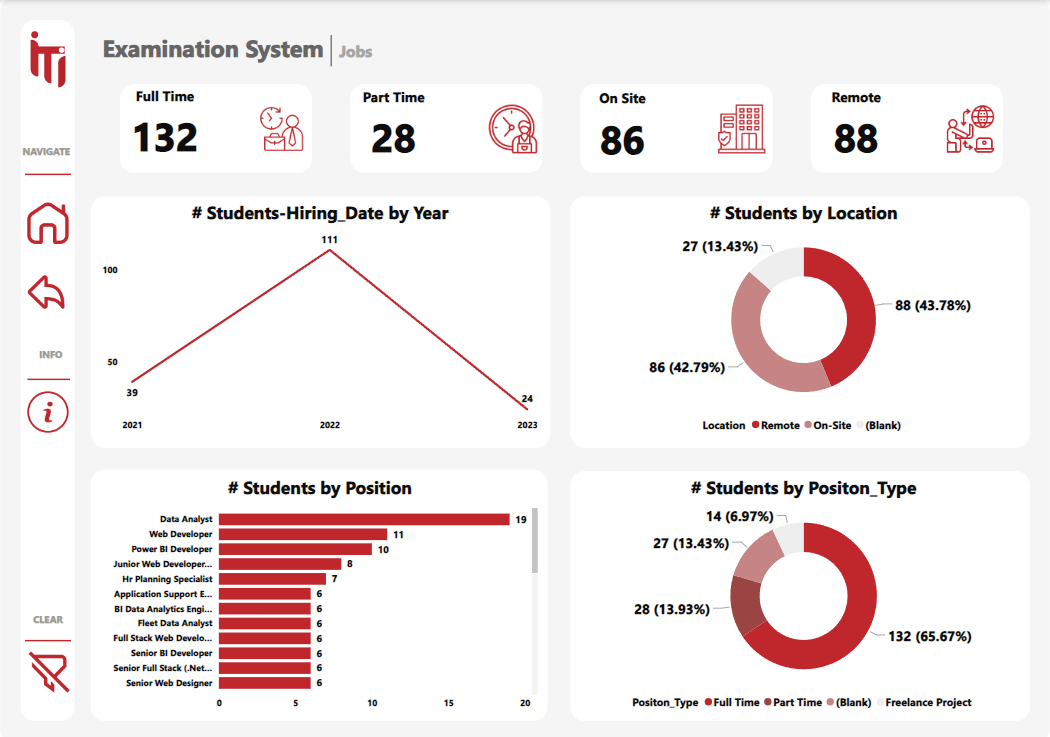 iTi
Examination System | Jobs
NAVIGATE
INFO
i
CLEAR
Full Time
132
Part Time
28
On Site
86
Remote
88
# Students-Hiring_Date by Year
100
50
111
39
24
2021 2022 2023
# Students by Location
27 (13.43%)
88 (43.78%)
86 (42.79%)
Location Remote On-Site (Blank)
# Students by Position
Data Analyst 19
Web Developer 11
Power BI Developer 10
Junior Web Developer... 8
Hr Planning Specialist 7
Application Support E... 6
BI Data Analytics Engi... 6
Fleet Data Analyst 6
Full Stack Web Develo... 6
Senior BI Developer 6
Senior Full Stack (.Net... 6
Senior Web Designer 6
0 5 10 15 20
# Students by Positon_Type
14 (6.97%)
27 (13.43%)
28 (13.93%)
132 (65.67%)
Positon_Type Full Time Part Time (Blank) Freelance Project